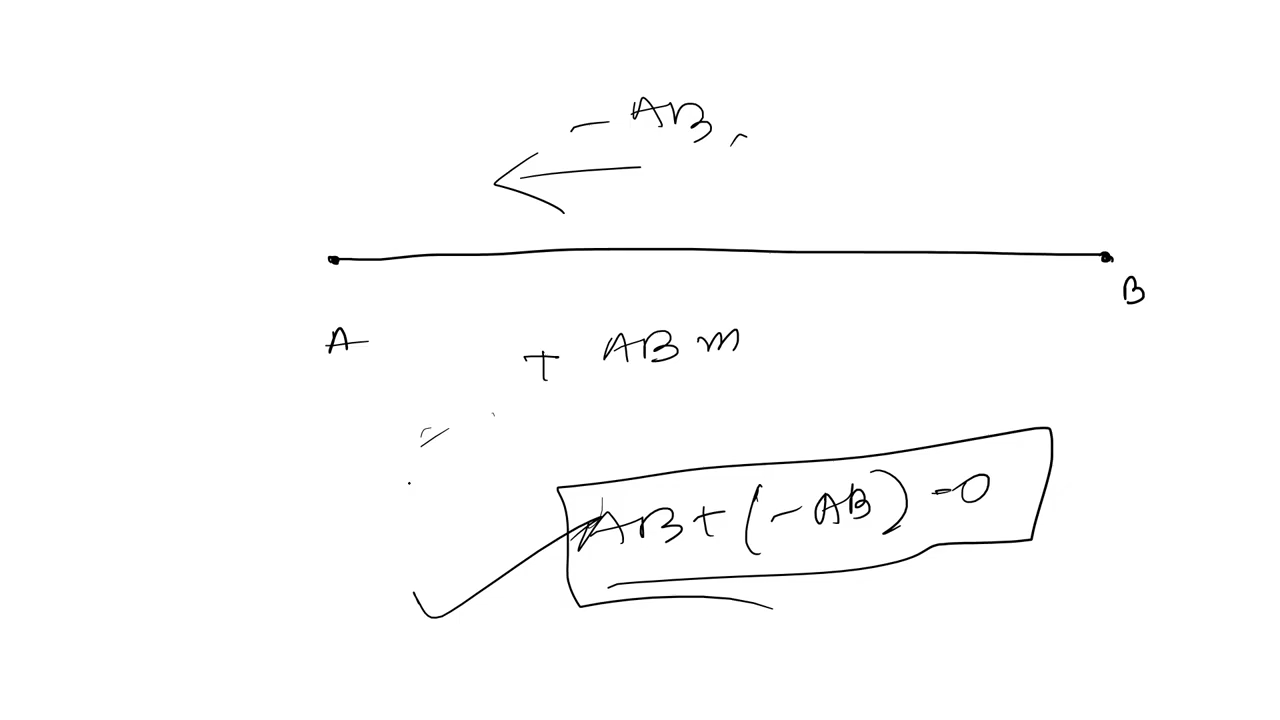 - AB
B
A
+ AB m
AB + (-AB) = 0